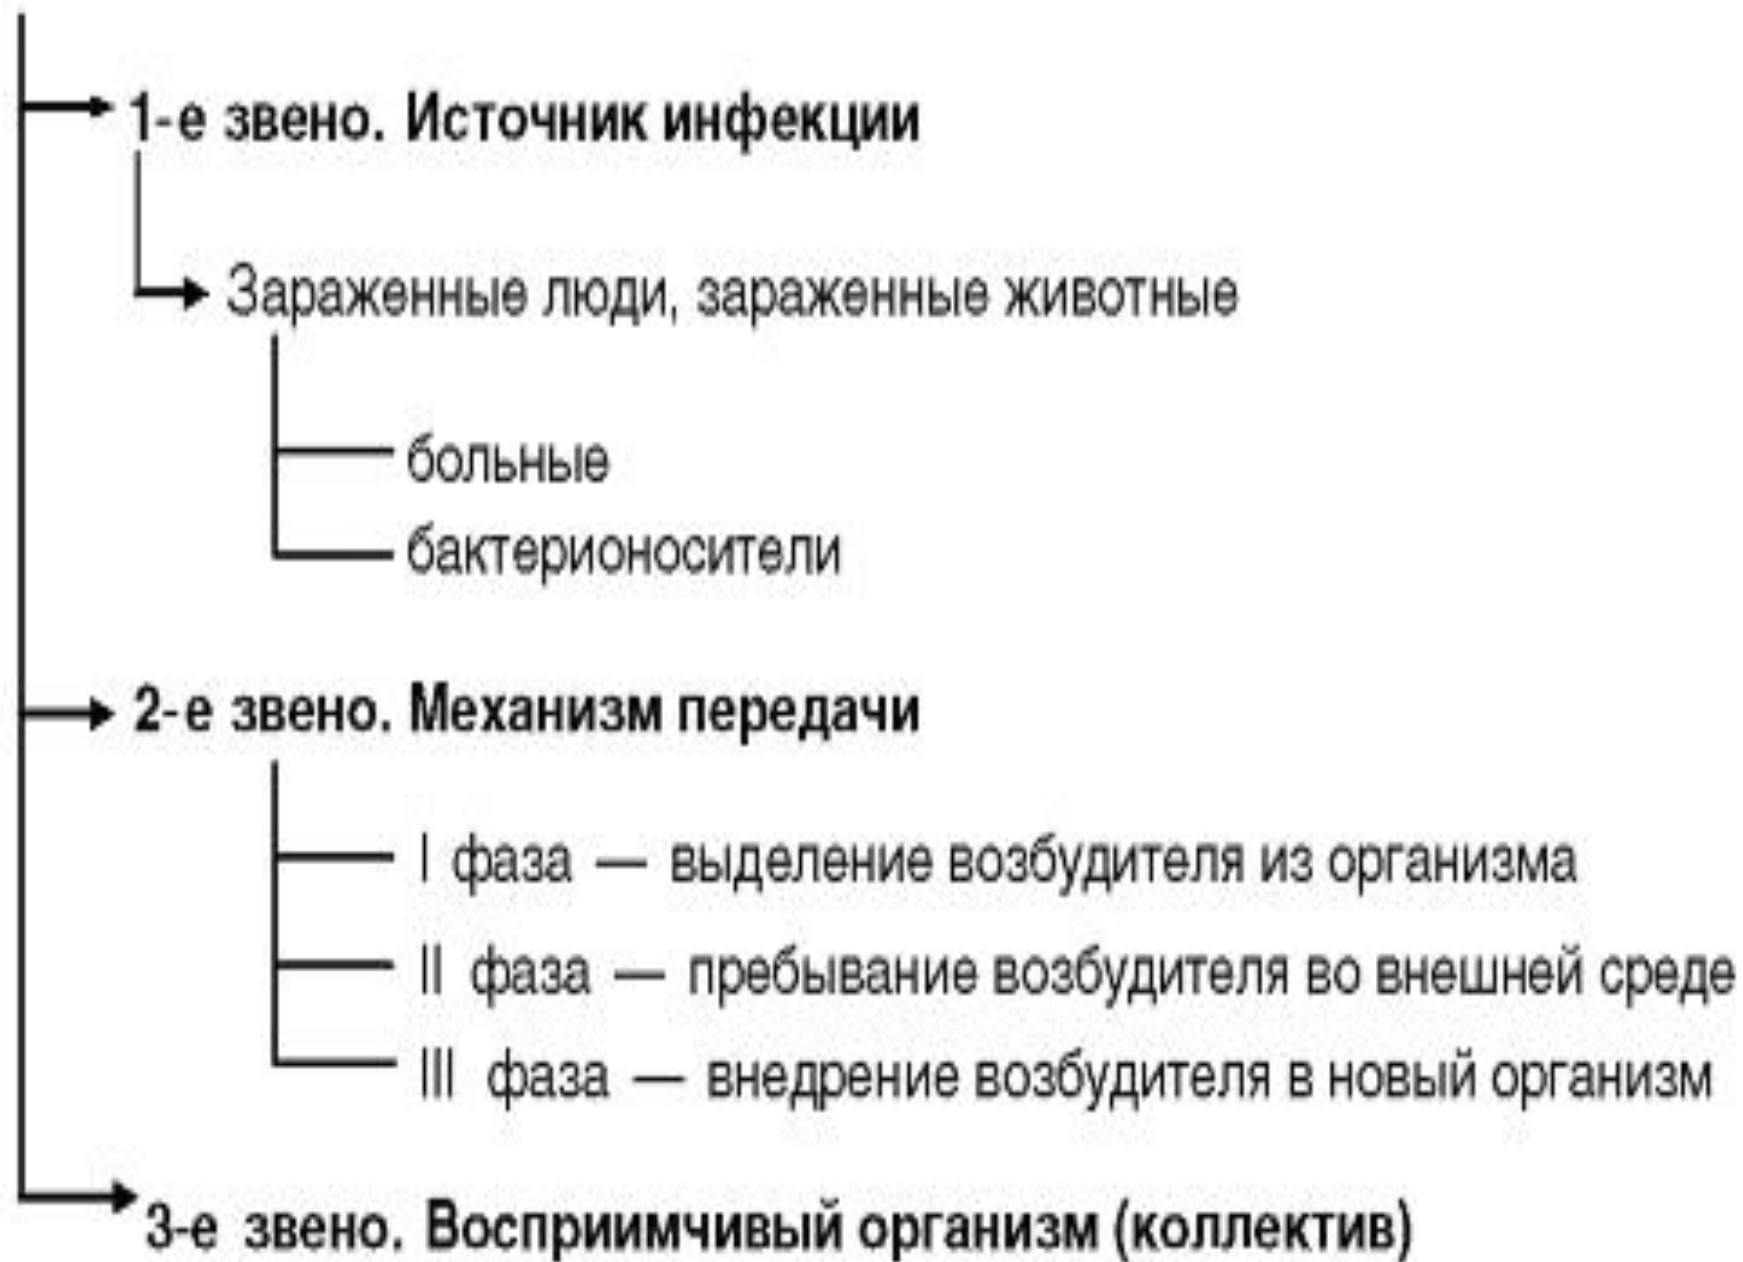 1-е звено. Источник инфекции
Зараженные люди, зараженные животные
больные
бактерионосители
2-е звено. Механизм передачи
I фаза — выделение возбудителя из организма
II фаза — пребывание возбудителя во внешней среде
III фаза — внедрение возбудителя в новый организм
3-е звено. Восприимчивый организм (коллектив)